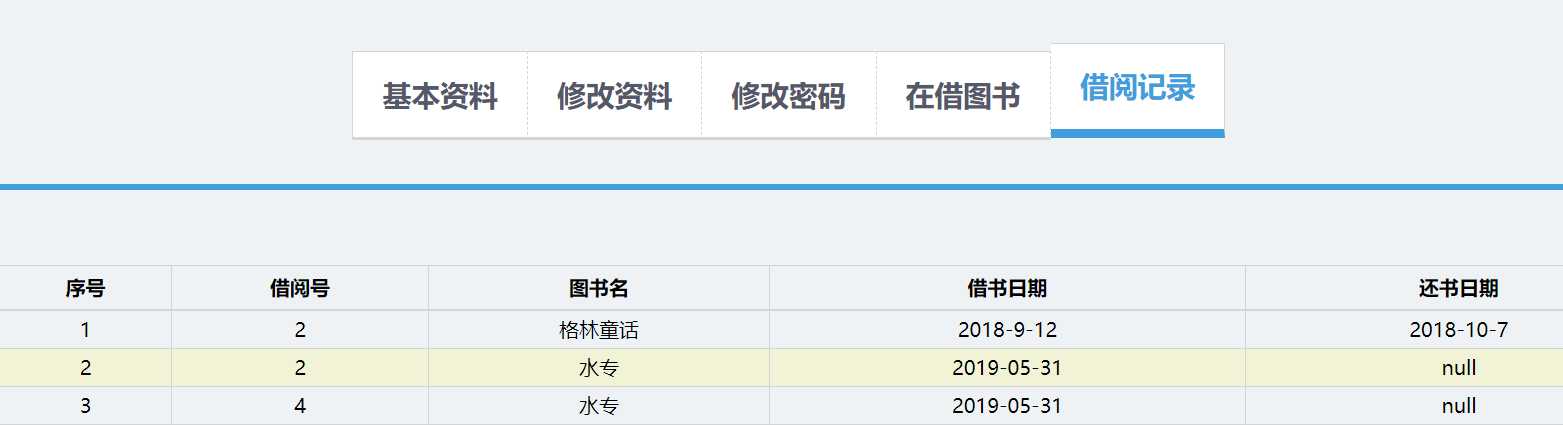 基本资料 修改资料 修改密码 在借图书 借阅记录
序号 借阅号 图书名 借书日期 还书日期
1 2 格林童话 2018-9-12 2018-10-7
2 2 水专 2019-05-31 null
3 4 水专 2019-05-31 null